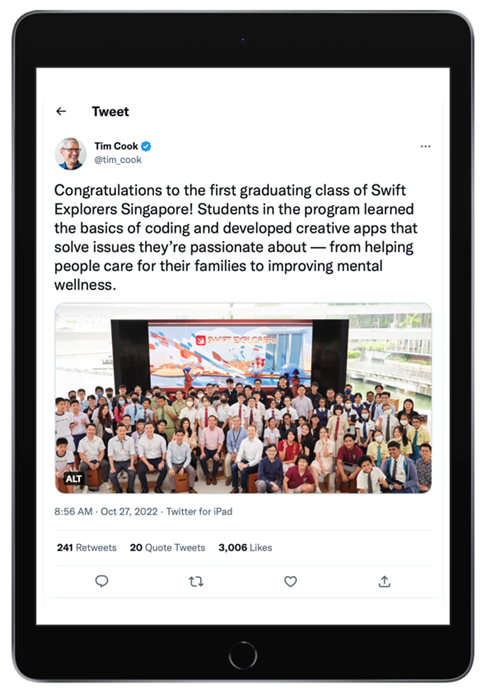 Tweet
Tim Cook
@tim_cook
Congratulations to the first graduating class of Swift
Explorers Singapore! Students in the program learned
the basics of coding and developed creative apps that
solve issues they’re passionate about — from helping
people care for their families to improving mental
wellness.
SWIFT EXPLORERS
ALT
8:56 AM · Oct 27, 2022 · Twitter for iPad
241 Retweets 20 Quote Tweets 3,006 Likes